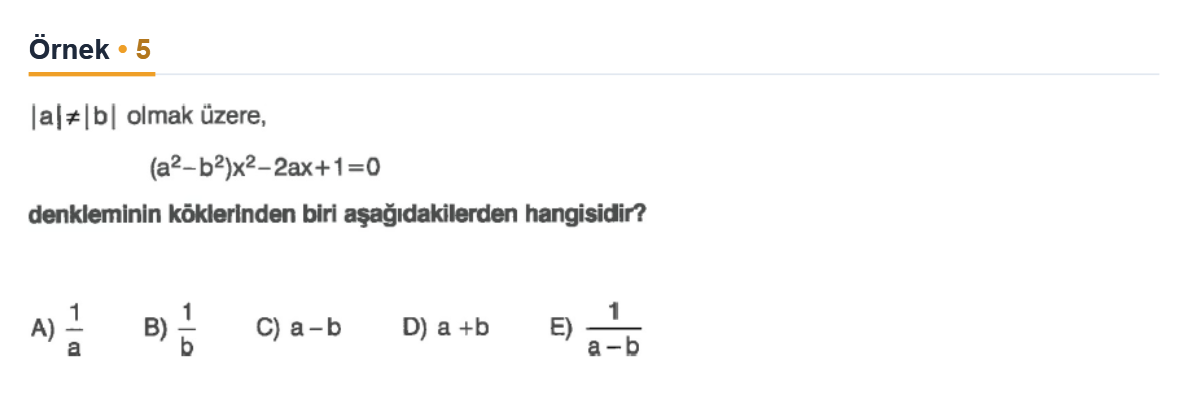 Örnek • 5
|a|≠|b| olmak üzere,
(a²–b²)x²–2ax+1=0
denkleminin köklerinden biri aşağıdakilerden hangisidir?
A) 1/a B) 1/b C) a–b D) a +b E) 1/(a–b)